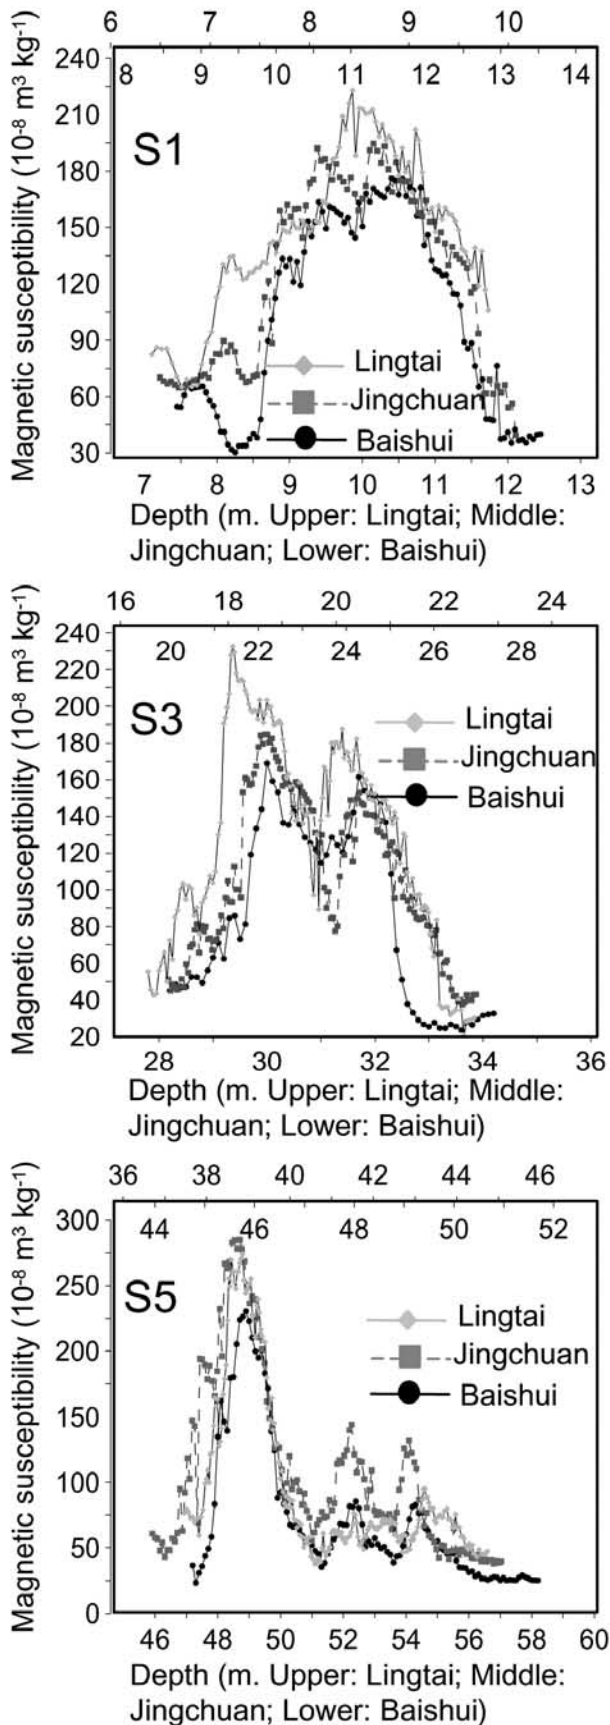 6 7 8 9 10
8 9 10 11 12 13 14
Magnetic susceptibility (10⁻⁸ m³ kg⁻¹)
240
210
180
150
120
90
60
30
S1
Lingtai
Jingchuan
Baishui
7 8 9 10 11 12 13
Depth (m. Upper: Lingtai; Middle:
Jingchuan; Lower: Baishui)
16 18 20 22 24
20 22 24 26 28
Magnetic susceptibility (10⁻⁸ m³ kg⁻¹)
240
220
200
180
160
140
120
100
80
60
40
20
S3
Lingtai
Jingchuan
Baishui
28 30 32 34 36
Depth (m. Upper: Lingtai; Middle:
Jingchuan; Lower: Baishui)
36 38 40 42 44 46
44 46 48 50 52
Magnetic susceptibility (10⁻⁸ m³ kg⁻¹)
300
250
200
150
100
50
0
S5
Lingtai
Jingchuan
Baishui
46 48 50 52 54 56 58 60
Depth (m. Upper: Lingtai; Middle:
Jingchuan; Lower: Baishui)